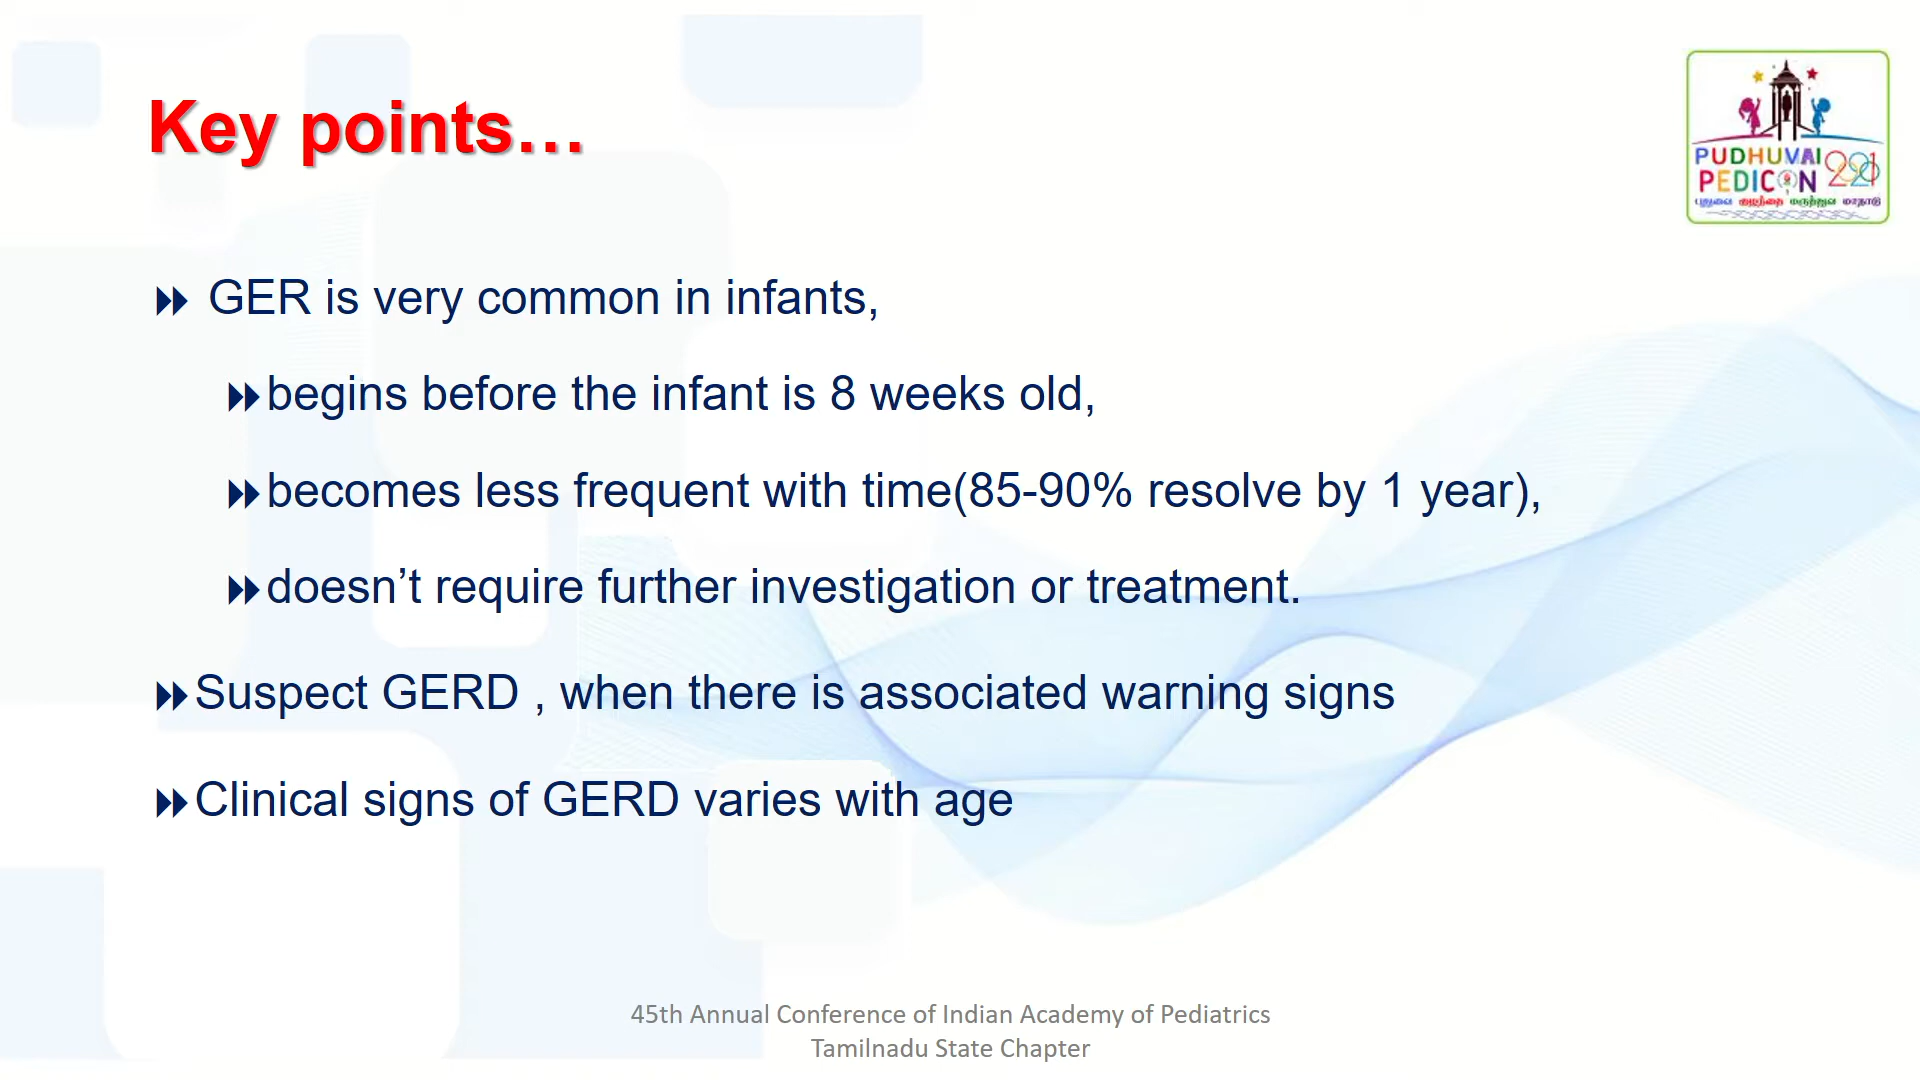 Key points…
PUDHUVAI
PEDICON 2021
புதுவை குழந்தை மருத்துவ மாநாடு
GER is very common in infants,
begins before the infant is 8 weeks old,
becomes less frequent with time(85-90% resolve by 1 year),
doesn’t require further investigation or treatment.
Suspect GERD , when there is associated warning signs
Clinical signs of GERD varies with age
45th Annual Conference of Indian Academy of Pediatrics
Tamilnadu State Chapter